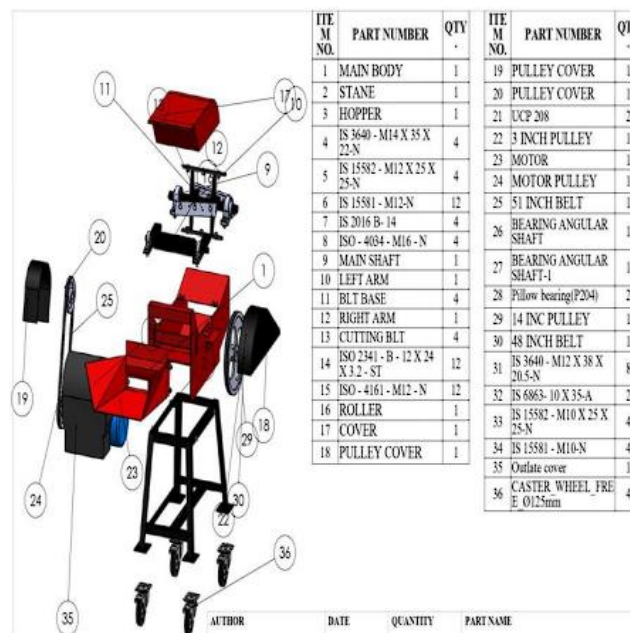 ITEM NO. PART NUMBER QTY.
1 MAIN BODY 1
2 STANE 1
3 HOPPER 1
4 IS 3640 - M14 X 35 X 22-N 4
5 IS 15582 - M12 X 25 X 25-N 4
6 IS 15581 - M12-N 12
7 IS 2016 B- 14 4
8 ISO - 4034 - M16 - N 4
9 MAIN SHAFT 1
10 LEFT ARM 1
11 BLT BASE 4
12 RIGHT ARM 1
13 CUTTING BLT 4
14 ISO 2341 - B - 12 X 24 X 3.2 - ST 12
15 ISO - 4161 - M12 - N 12
16 ROLLER 1
17 COVER 1
18 PULLEY COVER 1
ITEM NO. PART NUMBER
19 PULLEY COVER 1
20 PULLEY COVER 1
21 UCP 208 2
22 3 INCH PULLEY 1
23 MOTOR 1
24 MOTOR PULLEY 1
25 51 INCH BELT 1
26 BEARING ANGULAR SHAFT 1
27 BEARING ANGULAR SHAFT-1 1
28 Pillow bearing(P204) 2
29 14 INC PULLEY 1
30 48 INCH BELT 1
31 IS 3640 - M12 X 38 X 20.5-N 8
32 IS 6863- 10 X 35-A 2
33 IS 15582 - M10 X 25 X 25-N 4
34 IS 15581 - M10-N 4
35 Outlate cover 1
36 CASTER_WHEEL_FREE_Ø125mm 4
11
17
10
12
9
20
25
1
19
29
18
23
24
30
22
36
35
AUTHOR DATE QUANTITY PART NAME